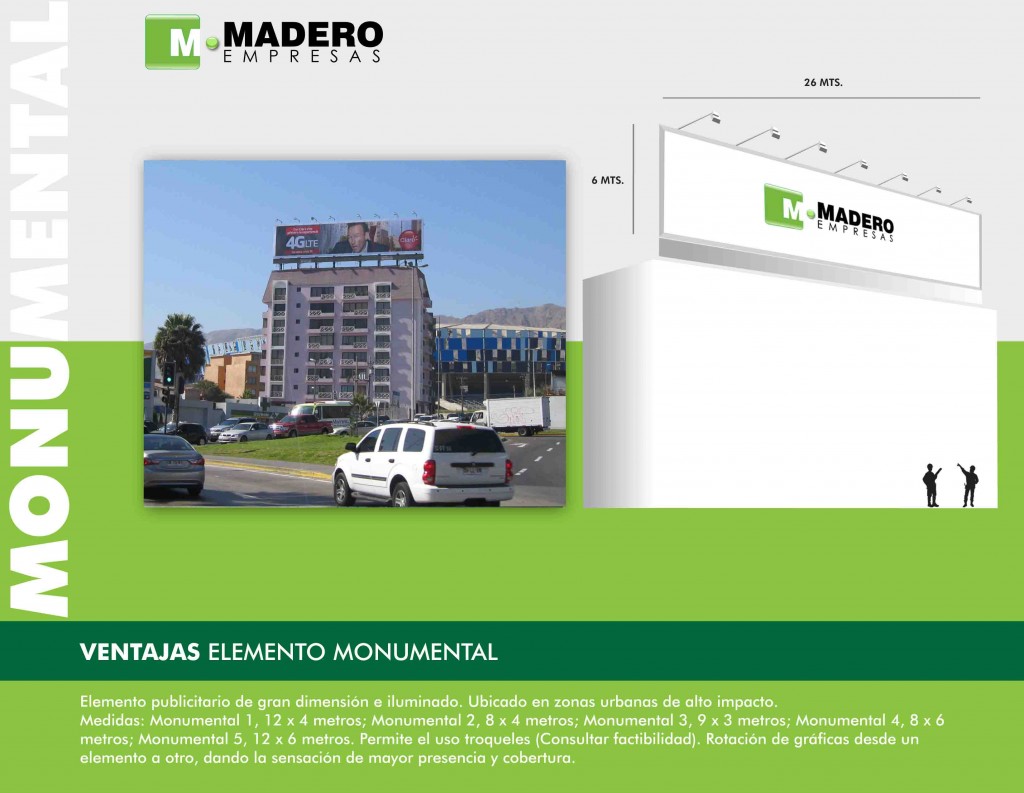 MONUMENTAL
M MADERO
EMPRESAS
26 MTS.
6 MTS.
4G LTE
Claro
M MADERO
EMPRESAS
VENTAJAS ELEMENTO MONUMENTAL
Elemento publicitario de gran dimensión e iluminado. Ubicado en zonas urbanas de alto impacto.
Medidas: Monumental 1, 12 x 4 metros; Monumental 2, 8 x 4 metros; Monumental 3, 9 x 3 metros; Monumental 4, 8 x 6
metros; Monumental 5, 12 x 6 metros. Permite el uso troqueles (Consultar factibilidad). Rotación de gráficas desde un
elemento a otro, dando la sensación de mayor presencia y cobertura.